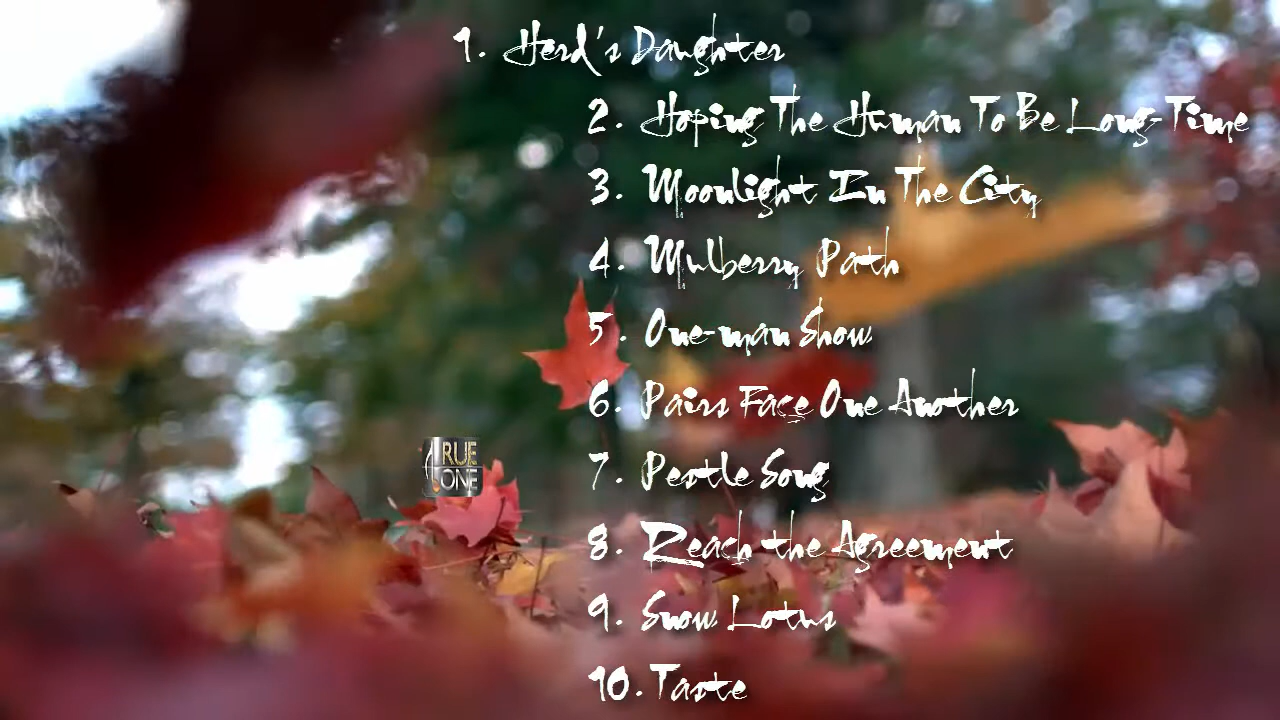 1. Herd's Daughter
2. Hoping The Human To Be Long-Time
3. Moonlight In The City
4. Mulberry Path
5. One-man Show
6. Pairs Face One Another
RUE
7. Pestle Song
ONE
8. Reach the Agreement
9. Snow Lotus
10. Taste